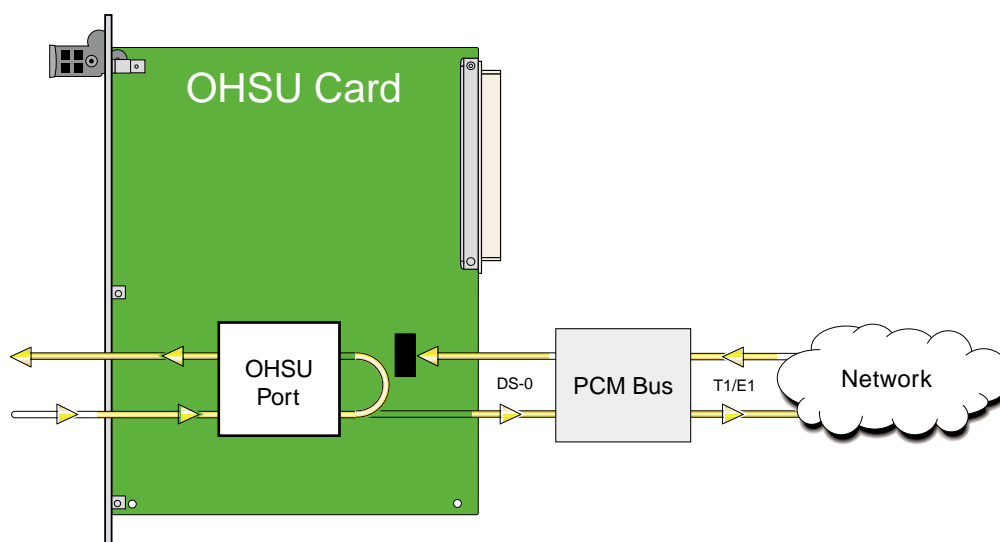 OHSU Card
OHSU
Port
DS-0
PCM Bus
T1/E1
Network